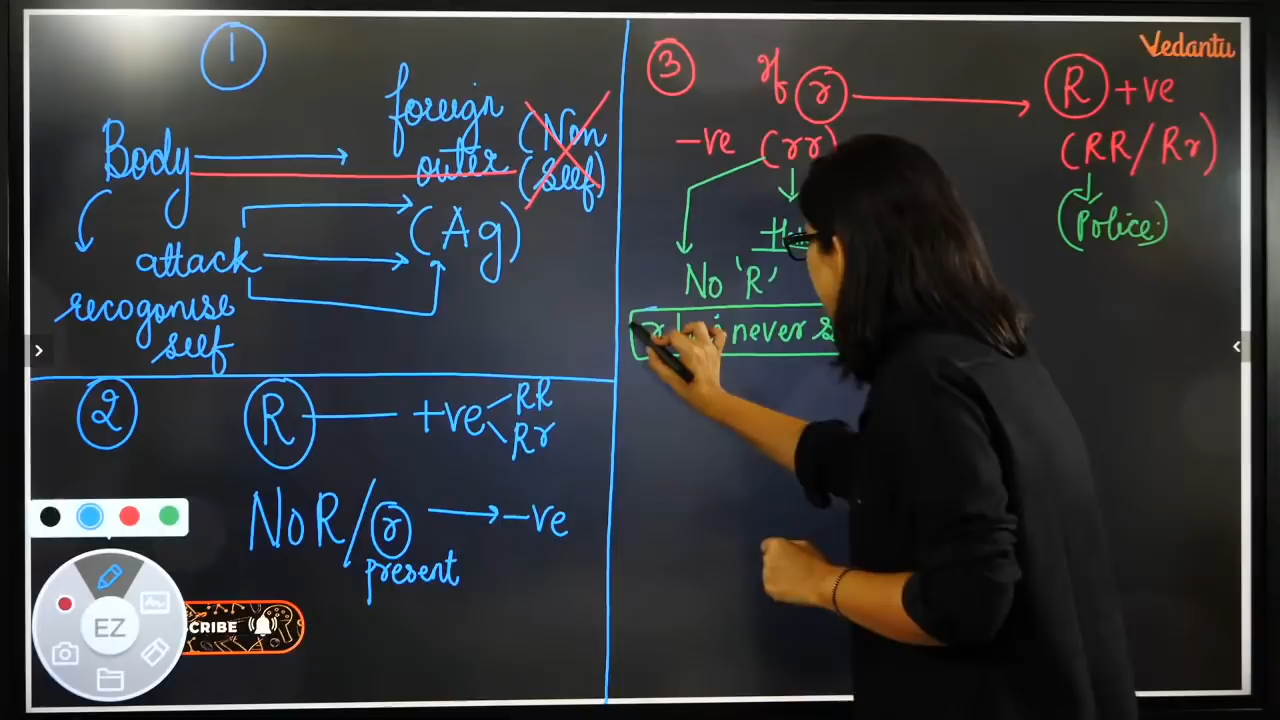 1
Body
foreign
outer
(Non
(self)
(Ag)
attack
recogonise
self
2
R
+ve
RR
Rr
No R/r
present
-ve
EZ
CRIBE
Vedantu
3
If r
R +ve
-ve (rr)
(RR/Rr)
(Police)
No 'R'
never s